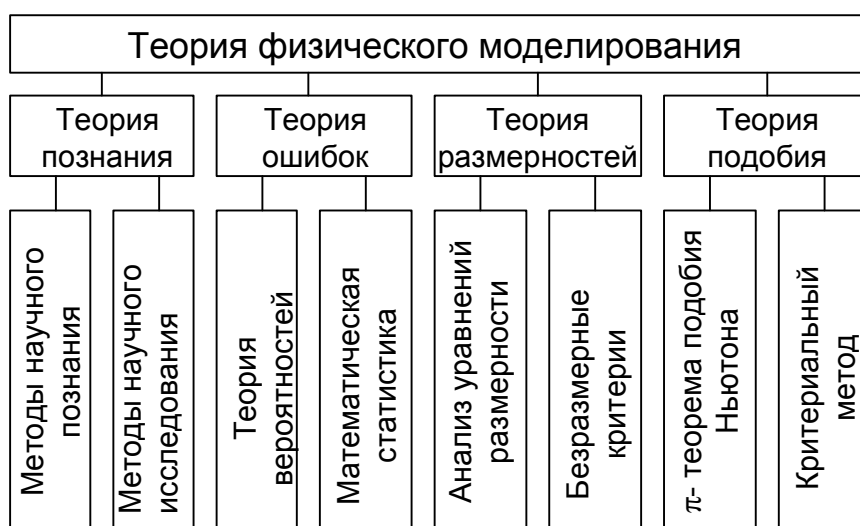 Теория физического моделирования
Теория
познания
Теория
ошибок
Теория
размерностей
Теория
подобия
Методы научного
познания
Методы научного
исследования
Теория
вероятностей
Математическая
статистика
Анализ уравнений
размерности
Безразмерные
критерии
π- теорема подобия
Ньютона
Критериальный
метод